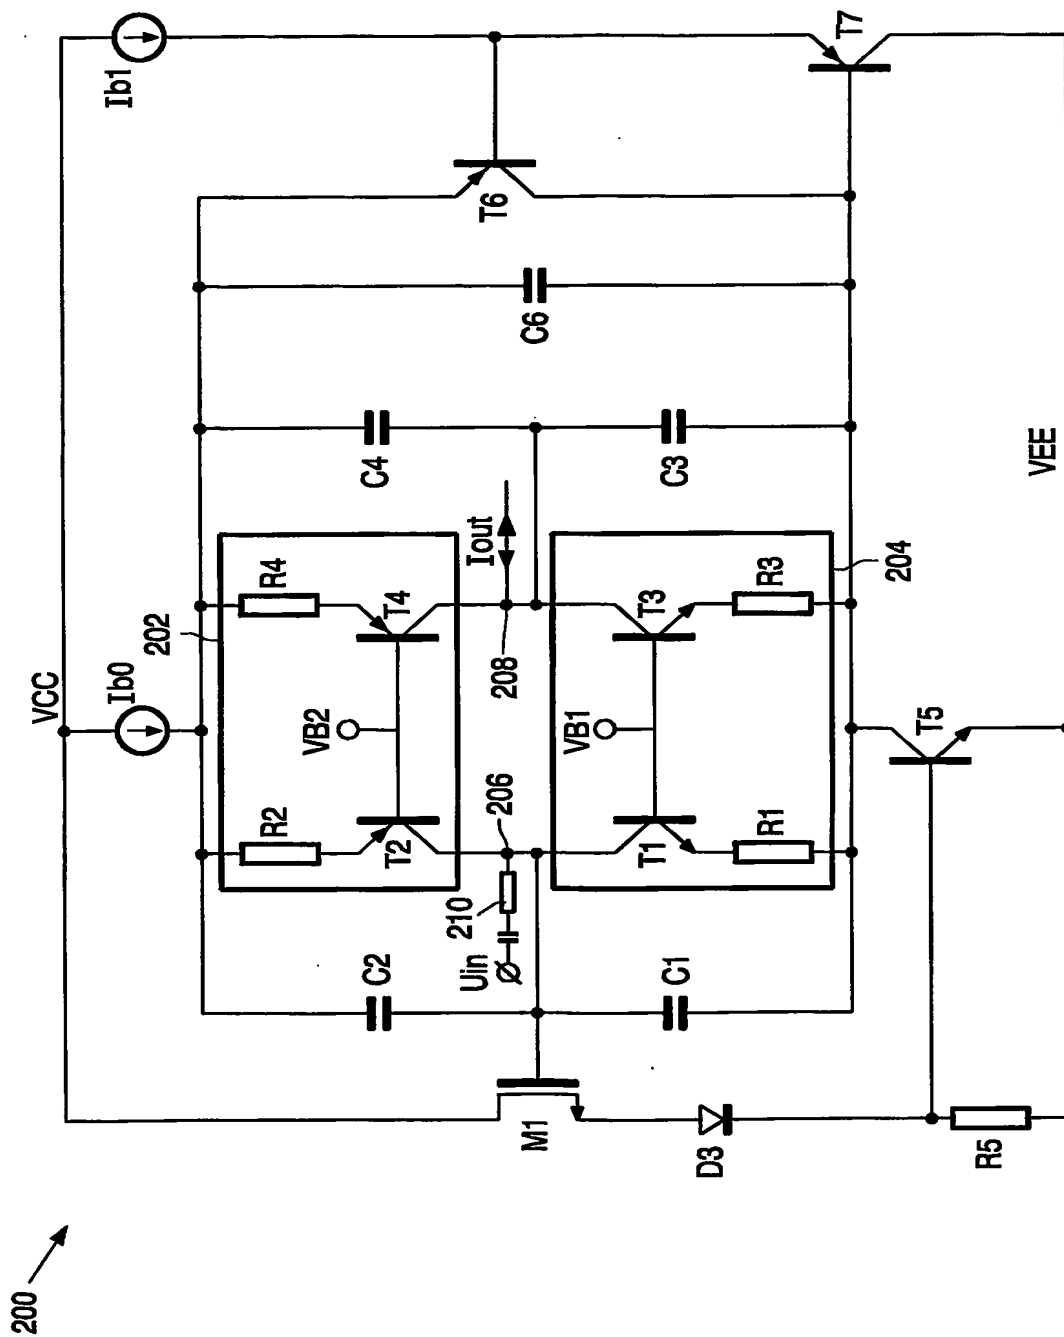 200
VCC
Ib0
Ib1
202
R2
R4
T2
T4
VB2
C2
C4
C6
T6
T7
Uin
210
206
208
Iout
M1
T1
T3
VB1
R1
R3
C1
C3
204
D3
T5
R5
VEE